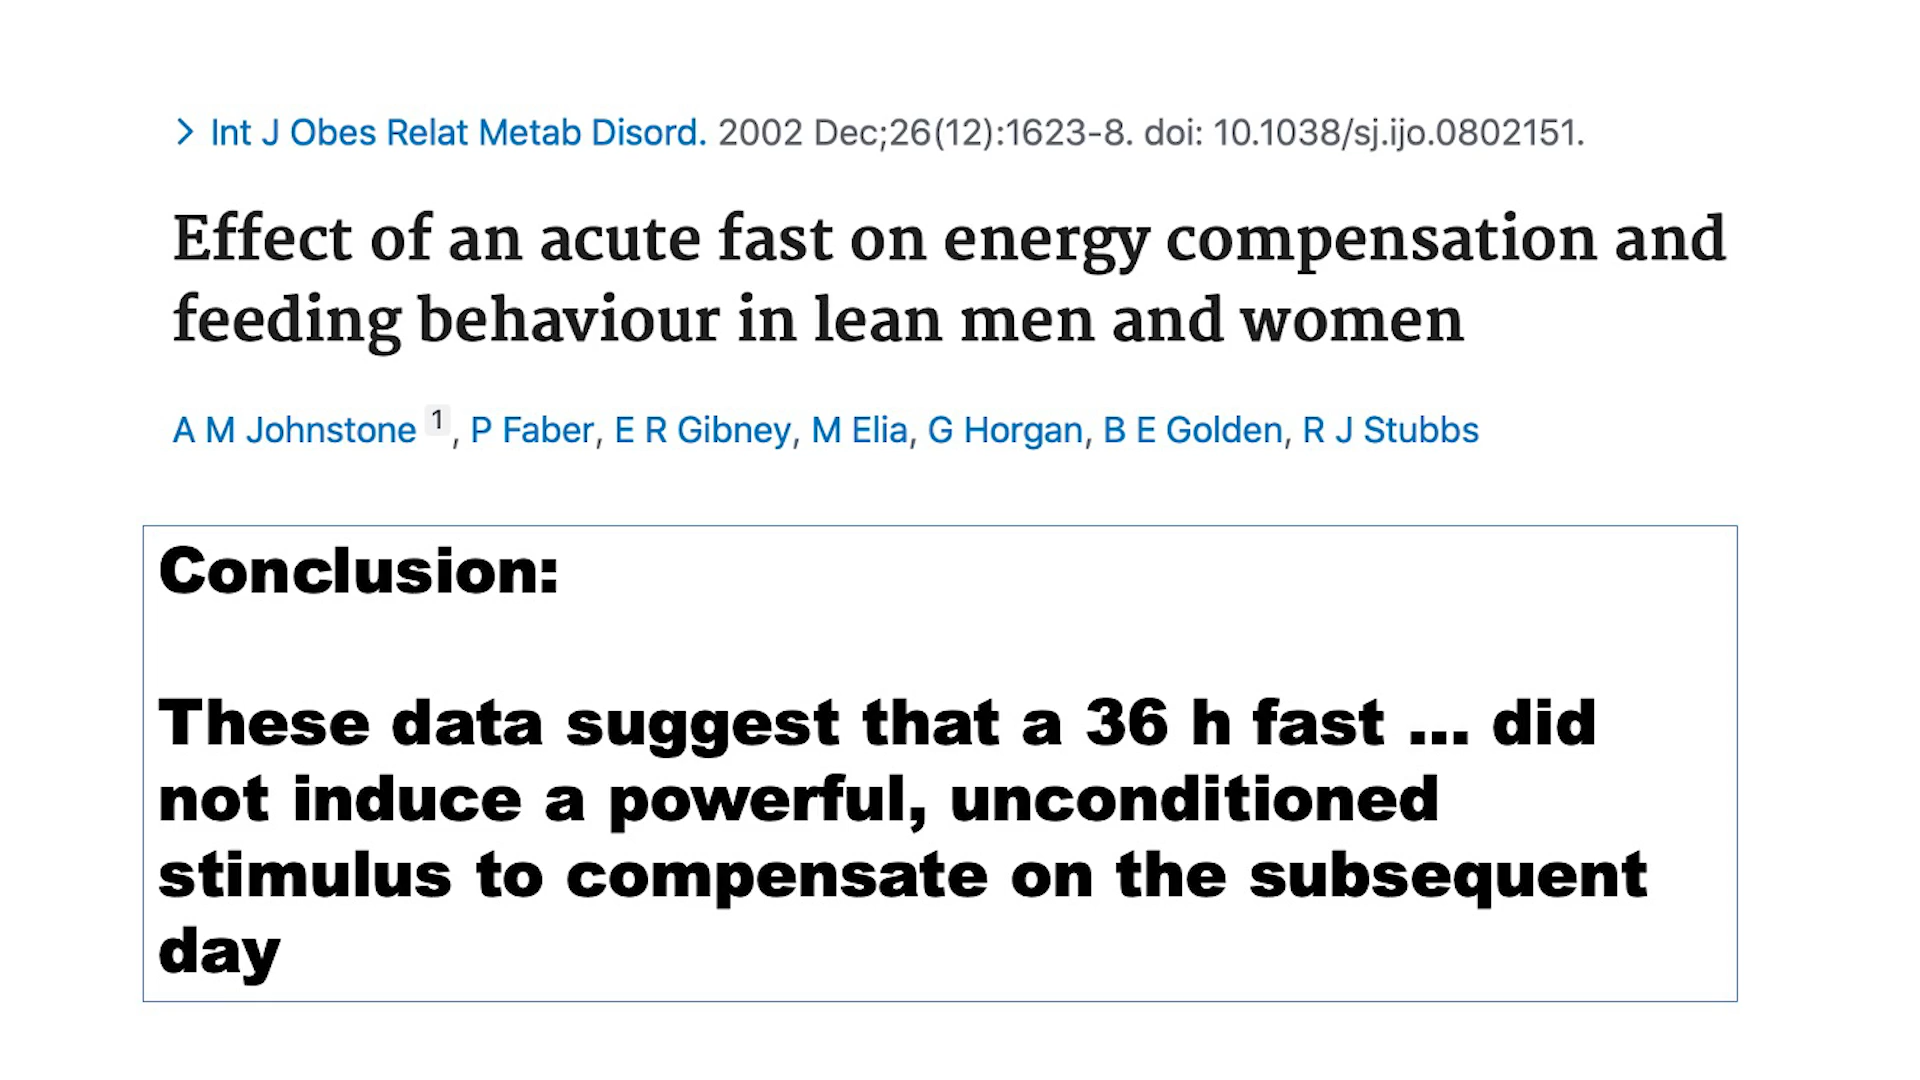 > Int J Obes Relat Metab Disord. 2002 Dec;26(12):1623-8. doi: 10.1038/sj.ijo.0802151.
Effect of an acute fast on energy compensation and
feeding behaviour in lean men and women
A M Johnstone 1, P Faber, E R Gibney, M Elia, G Horgan, B E Golden, R J Stubbs
Conclusion:
These data suggest that a 36 h fast ... did
not induce a powerful, unconditioned
stimulus to compensate on the subsequent
day